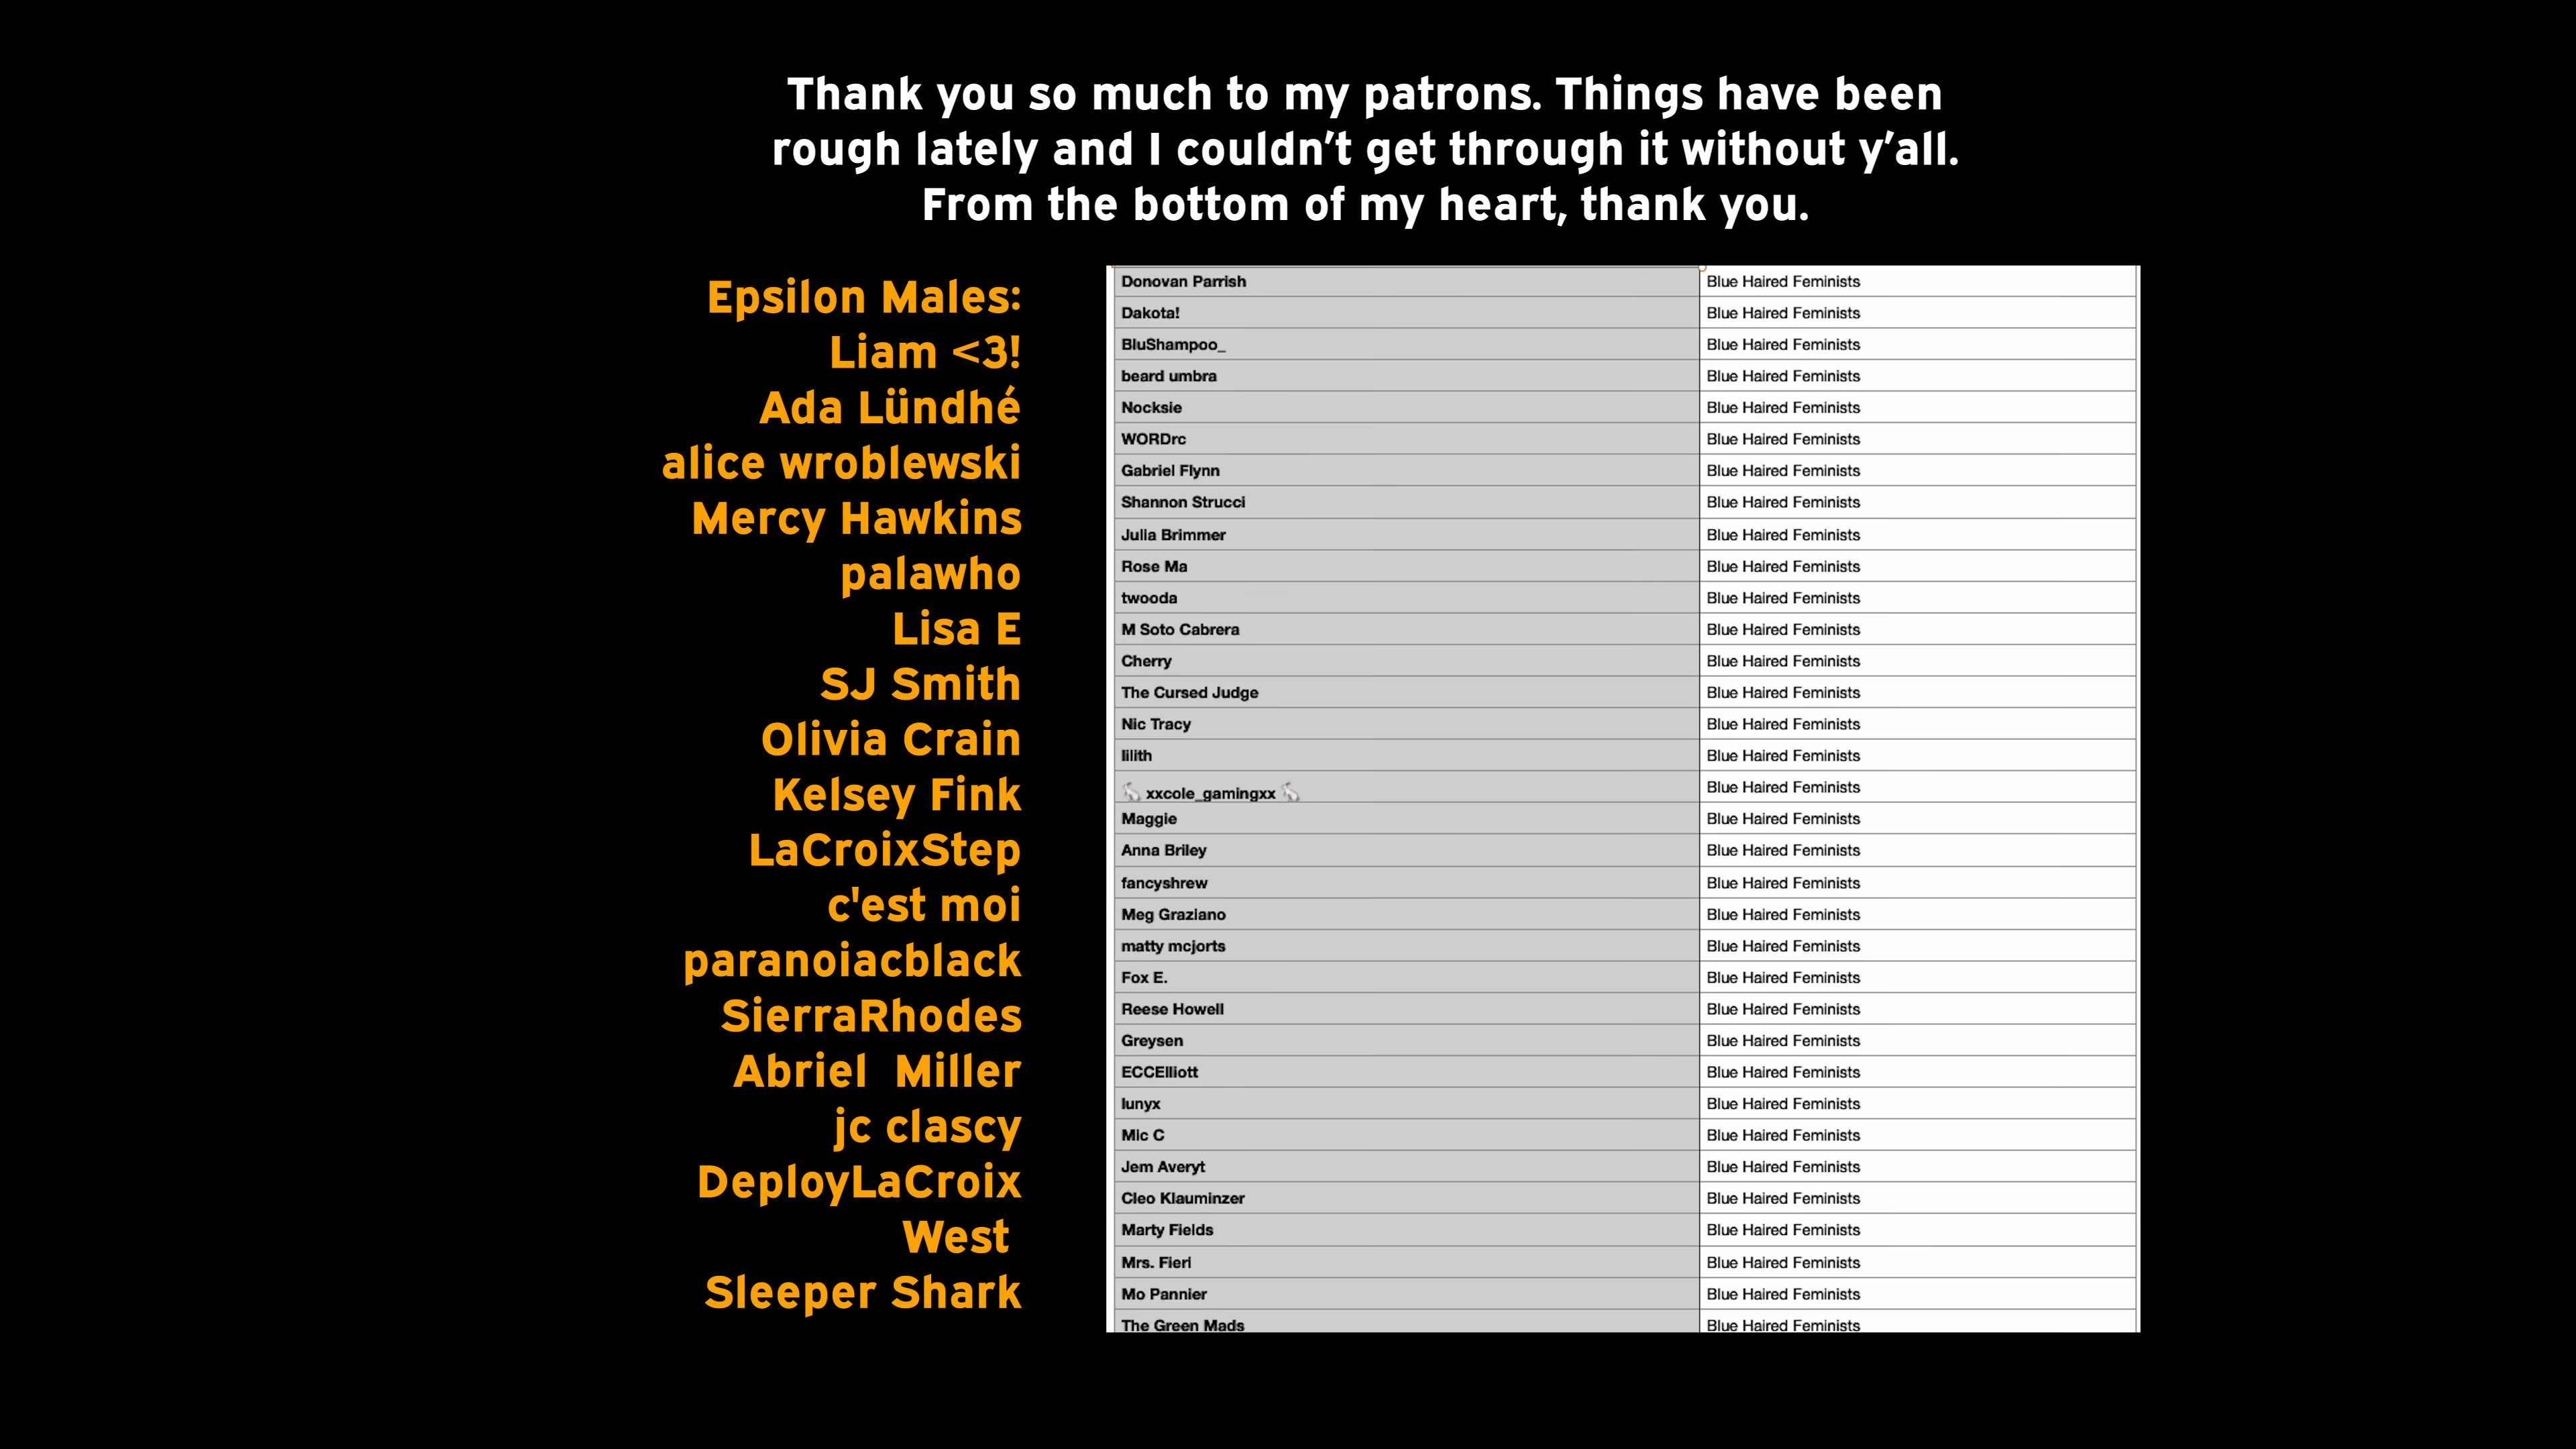 Thank you so much to my patrons. Things have been
rough lately and I couldn’t get through it without y’all.
From the bottom of my heart, thank you.
Epsilon Males:
Liam <3!
Ada Lündhé
alice wroblewski
Mercy Hawkins
palawho
Lisa E
SJ Smith
Olivia Crain
Kelsey Fink
LaCroixStep
c'est moi
paranoiacblack
SierraRhodes
Abriel  Miller
jc clascy
DeployLaCroix
West
Sleeper Shark
Donovan Parrish Blue Haired Feminists
Dakota! Blue Haired Feminists
BluShampoo_ Blue Haired Feminists
beard umbra Blue Haired Feminists
Nocksie Blue Haired Feminists
WORDrc Blue Haired Feminists
Gabriel Flynn Blue Haired Feminists
Shannon Strucci Blue Haired Feminists
Julia Brimmer Blue Haired Feminists
Rose Ma Blue Haired Feminists
twooda Blue Haired Feminists
M Soto Cabrera Blue Haired Feminists
Cherry Blue Haired Feminists
The Cursed Judge Blue Haired Feminists
Nic Tracy Blue Haired Feminists
lilith Blue Haired Feminists
xxcole_gamingxx Blue Haired Feminists
Maggie Blue Haired Feminists
Anna Briley Blue Haired Feminists
fancyshrew Blue Haired Feminists
Meg Graziano Blue Haired Feminists
matty mcjorts Blue Haired Feminists
Fox E. Blue Haired Feminists
Reese Howell Blue Haired Feminists
Greysen Blue Haired Feminists
ECCElliott Blue Haired Feminists
lunyx Blue Haired Feminists
Mic C Blue Haired Feminists
Jem Averyt Blue Haired Feminists
Cleo Klauminzer Blue Haired Feminists
Marty Fields Blue Haired Feminists
Mrs. Fieri Blue Haired Feminists
Mo Pannier Blue Haired Feminists
The Green Mads Blue Haired Feminists